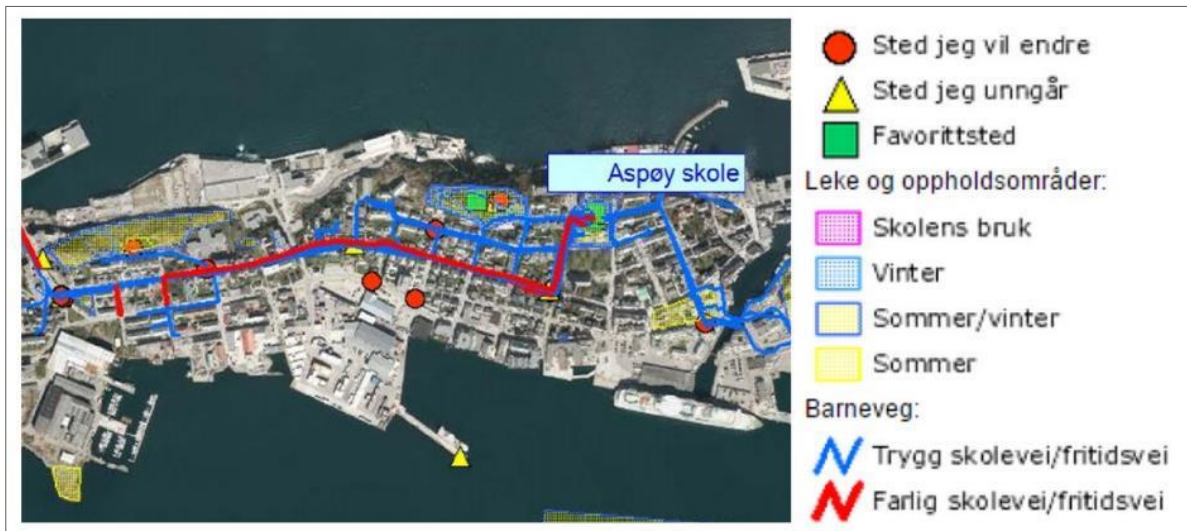 Aspøy skole
Sted jeg vil endre
Sted jeg unngår
Favorittsted
Leke og oppholdsområder:
Skolens bruk
Vinter
Sommer/vinter
Sommer
Barneveg:
Trygg skolevei/fritidsvei
Farlig skolevei/fritidsvei